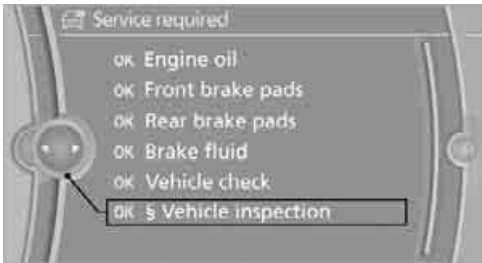 Service required
OK Engine oil
OK Front brake pads
OK Rear brake pads
OK Brake fluid
OK Vehicle check
OK § Vehicle inspection